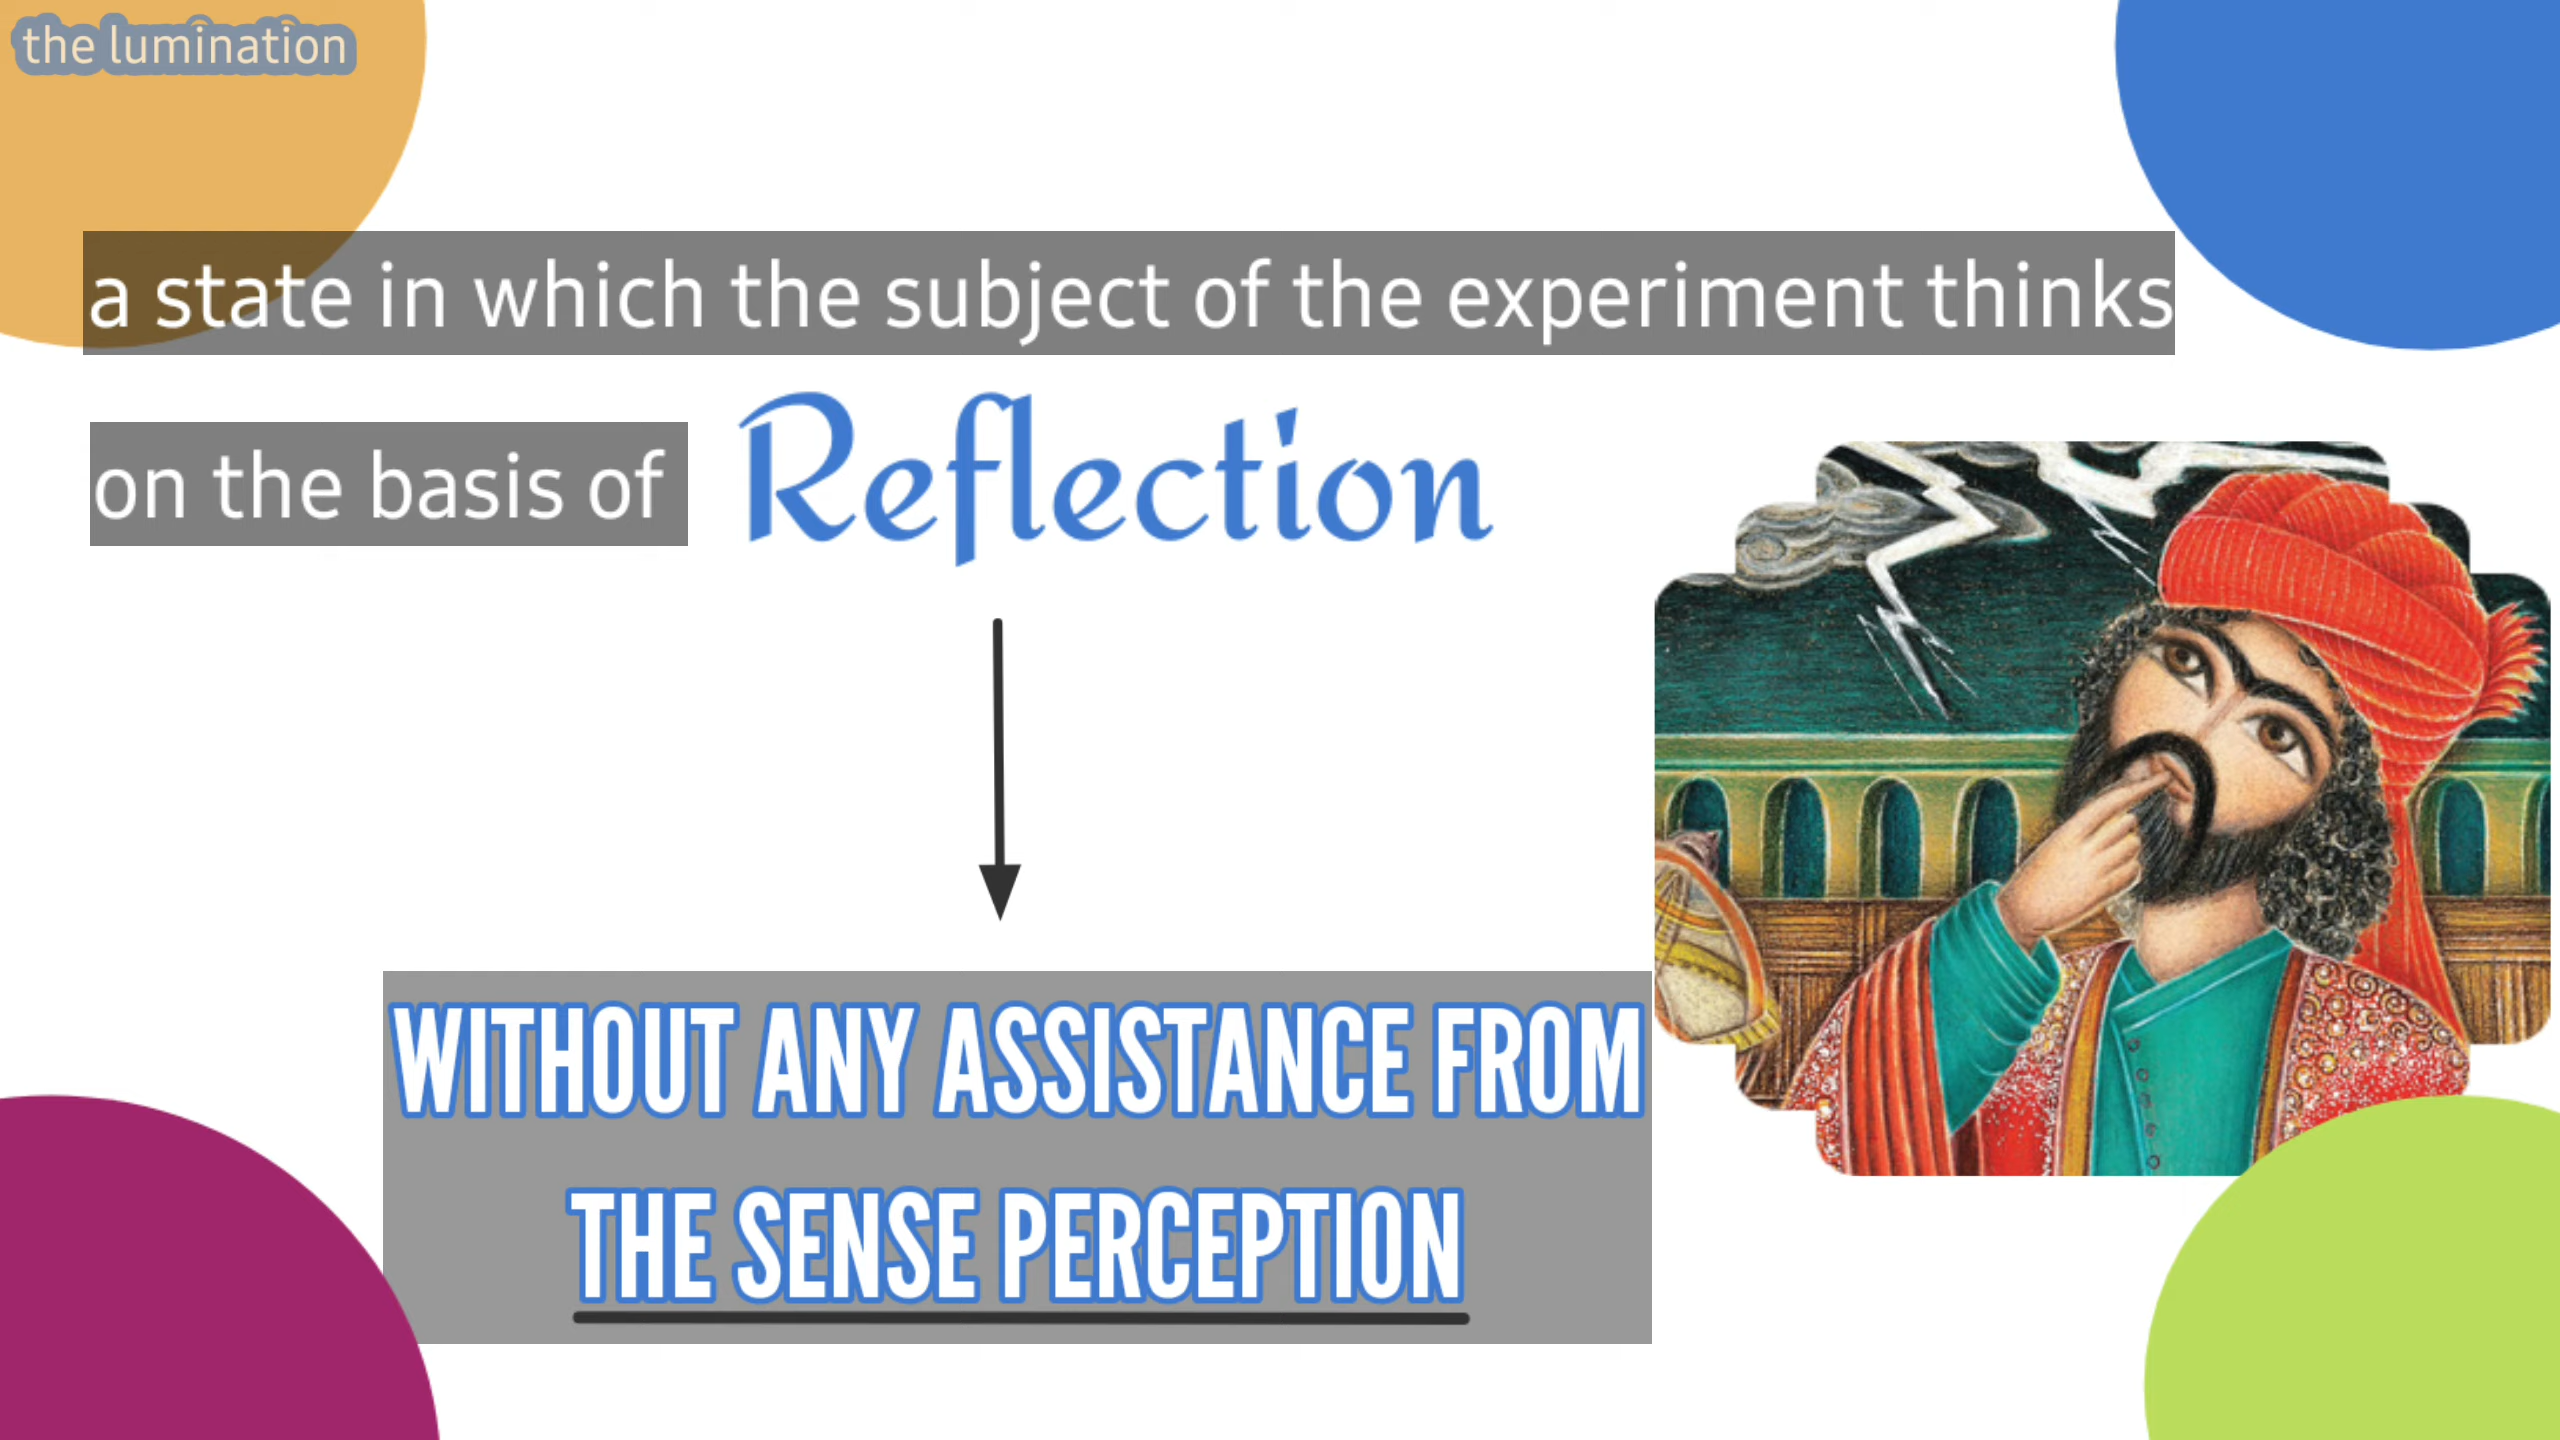 the lumination
a state in which the subject of the experiment thinks
on the basis of Reflection
WITHOUT ANY ASSISTANCE FROM
THE SENSE PERCEPTION